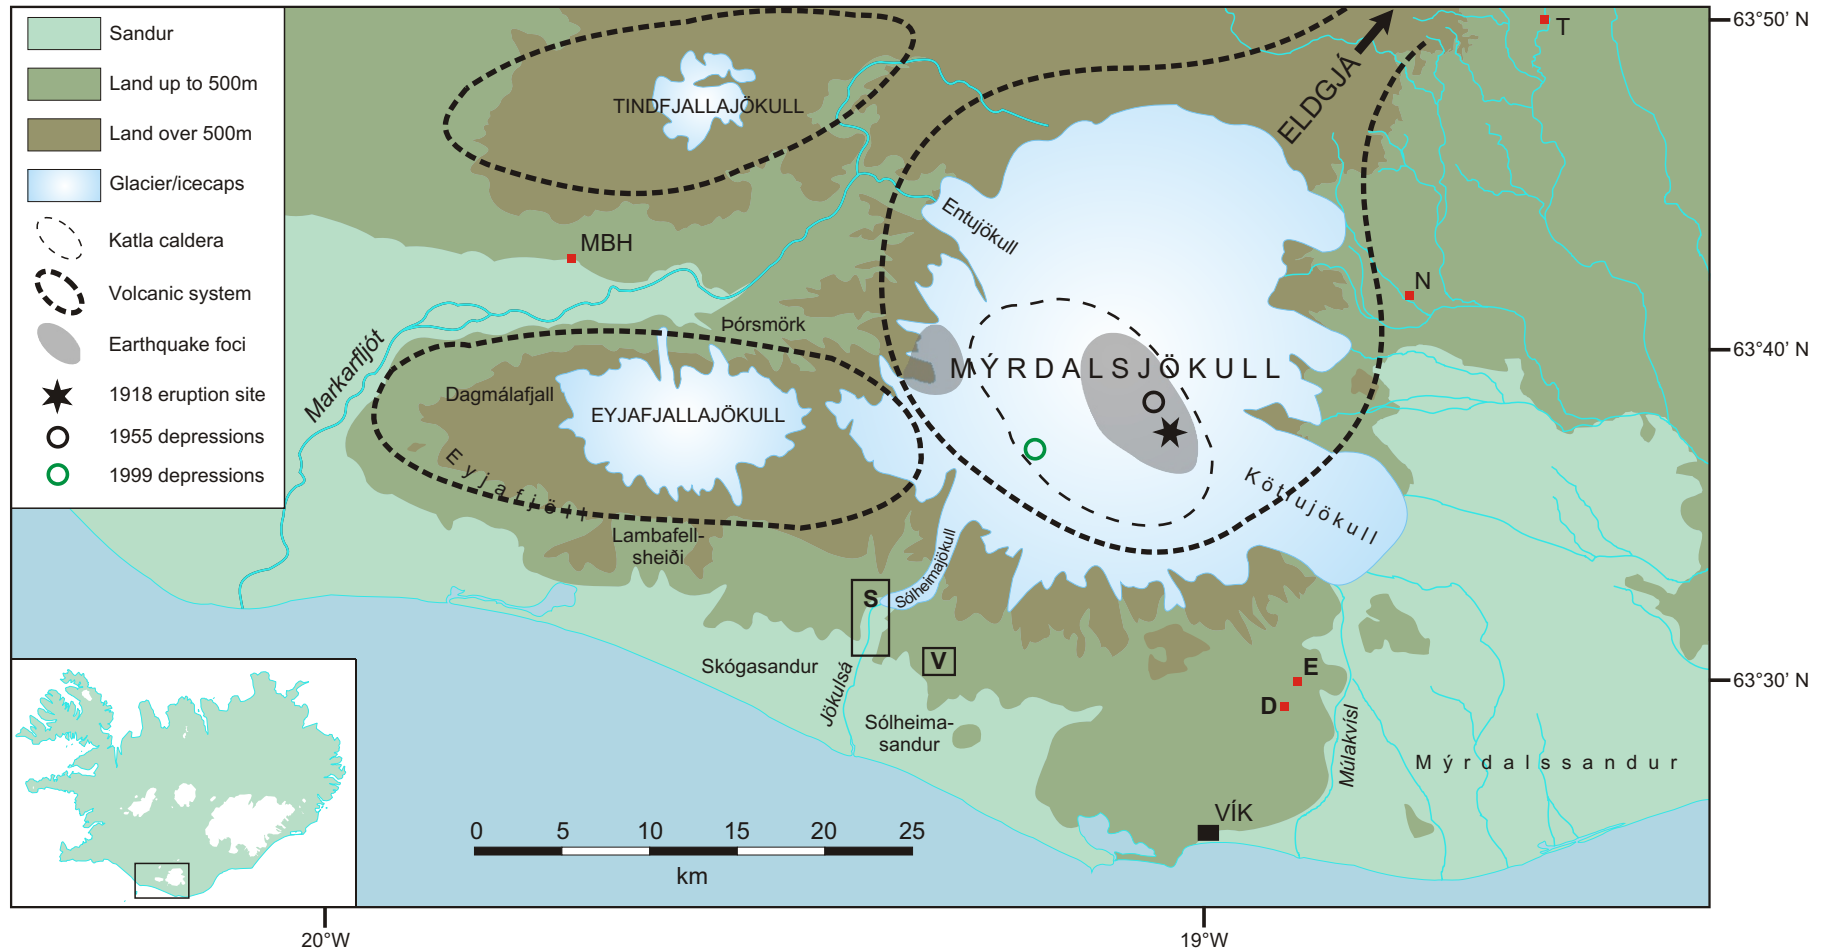 Sandur
Land up to 500m
Land over 500m
Glacier/icecaps
Katla caldera
Volcanic system
Earthquake foci
1918 eruption site
1955 depressions
1999 depressions
TINDFJALLAJÖKULL
ELDGJÁ
T
63°50' N
MBH
Entujökull
N
Markarfljót
Þórsmörk
63°40' N
MÝRDALSJÖKULL
Dagmálafjall
EYJAFJALLAJÖKULL
Eyjafjöll
Kötlujökull
Lambafell-
sheiði
Sólheimajökull
S
V
Skógasandur
Jökulsá
Sólheima-
sandur
E
D
63°30' N
Múlakvísl
Mýrdalssandur
VÍK
0 5 10 15 20 25
km
20°W
19°W